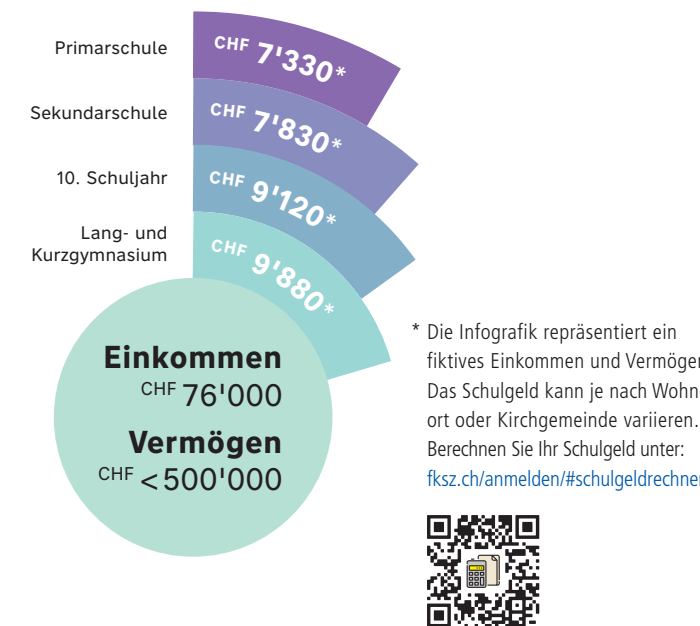 Primarschule
CHF 7'330*
Sekundarschule
CHF 7'830*
10. Schuljahr
CHF 9'120*
Lang- und
Kurzgymnasium
CHF 9'880*
Einkommen
CHF 76'000
Vermögen
CHF <500'000
* Die Infografik repräsentiert ein
fiktives Einkommen und Vermöge
Das Schulgeld kann je nach Wohn
ort oder Kirchgemeinde variieren.
Berechnen Sie Ihr Schulgeld unter:
fksz.ch/anmelden/#schulgeldrechne